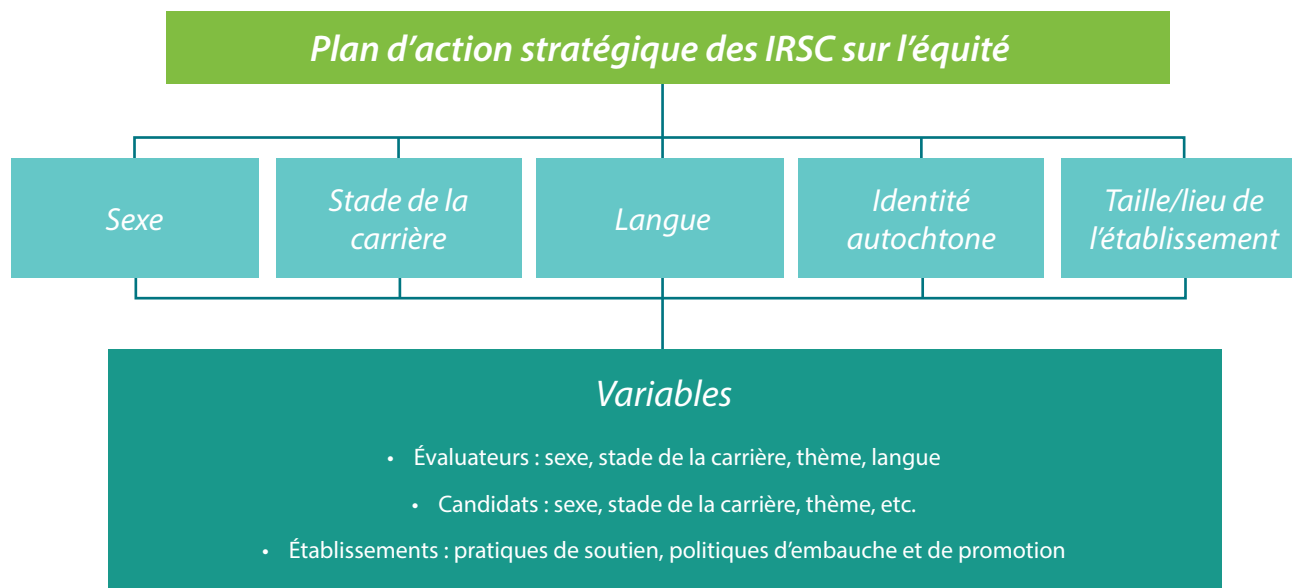 Plan d’action stratégique des IRSC sur l’équité
Sexe
Stade de la
carrière
Langue
Identité
autochtone
Taille/lieu de
l’établissement
Variables
• Évaluateurs : sexe, stade de la carrière, thème, langue
• Candidats : sexe, stade de la carrière, thème, etc.
• Établissements : pratiques de soutien, politiques d’embauche et de promotion